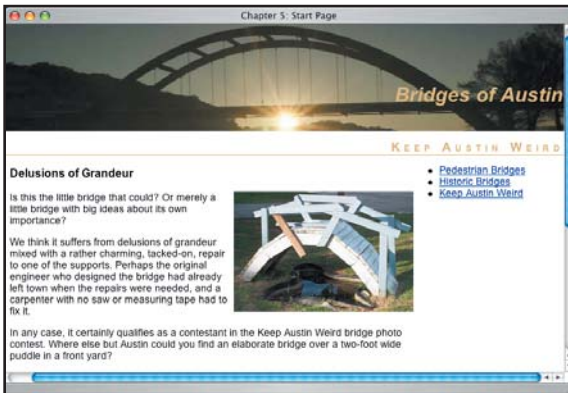 Chapter 5: Start Page
Bridges of Austin
KEEP AUSTIN WEIRD
Delusions of Grandeur
Is this the little bridge that could? Or merely a
little bridge with big ideas about its own
importance?
We think it suffers from delusions of grandeur
mixed with a rather charming, tacked-on, repair
to one of the supports. Perhaps the original
engineer who designed the bridge had already
left town when the repairs were needed, and a
carpenter with no saw or measuring tape had to
fix it.
In any case, it certainly qualifies as a contestant in the Keep Austin Weird bridge photo
contest. Where else but Austin could you find an elaborate bridge over a two-foot wide
puddle in a front yard?
Pedestrian Bridges
Historic Bridges
Keep Austin Weird